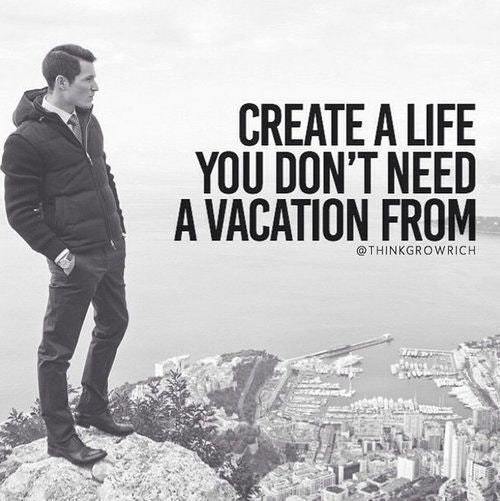 CREATE A LIFE
YOU DON'T NEED
A VACATION FROM
@THINKGROWRICH